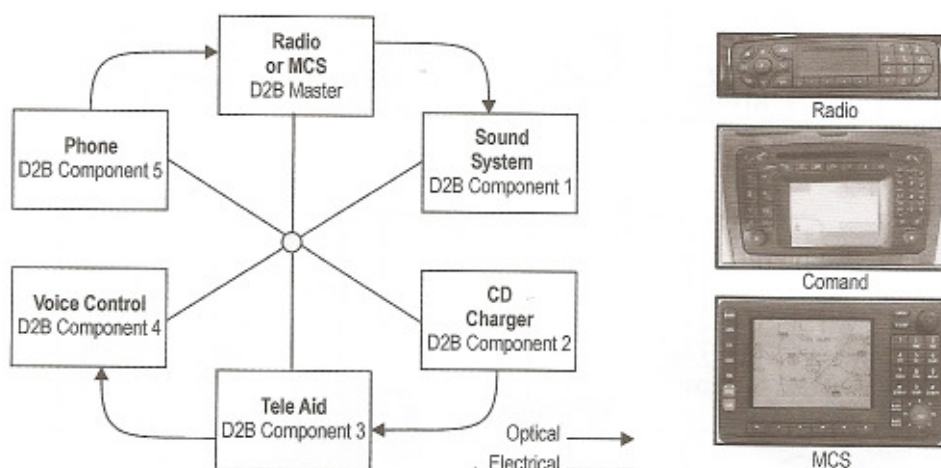 Radio
or MCS
D2B Master
Sound
System
D2B Component 1
CD
Charger
D2B Component 2
Tele Aid
D2B Component 3
Voice Control
D2B Component 4
Phone
D2B Component 5
Optical
Electrical
Radio
Comand
MCS